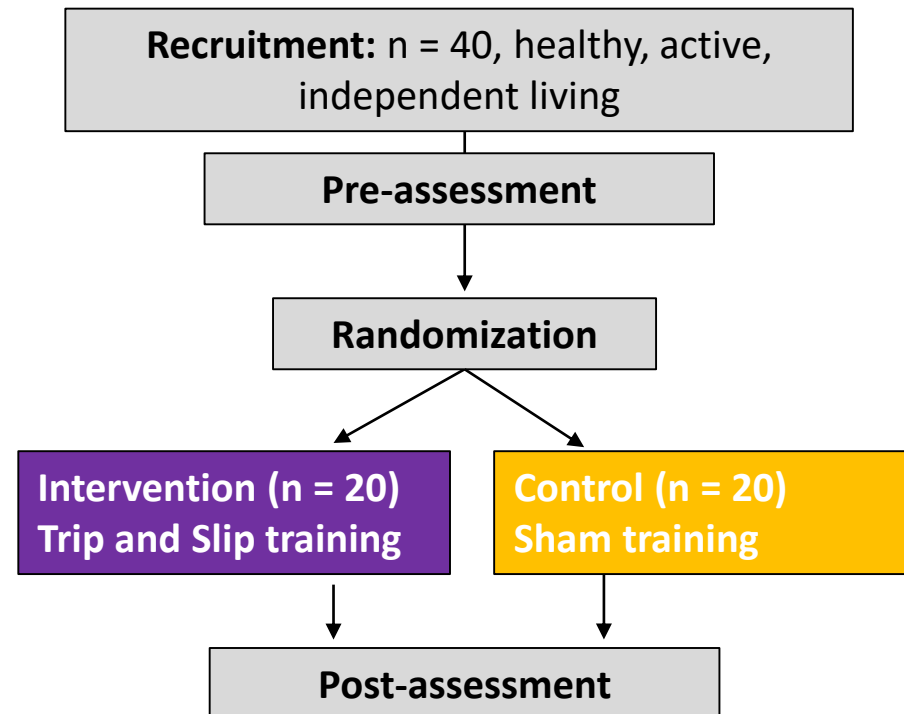 Recruitment: n = 40, healthy, active,
independent living
Pre-assessment
Randomization
Intervention (n = 20)
Trip and Slip training
Control (n = 20)
Sham training
Post-assessment